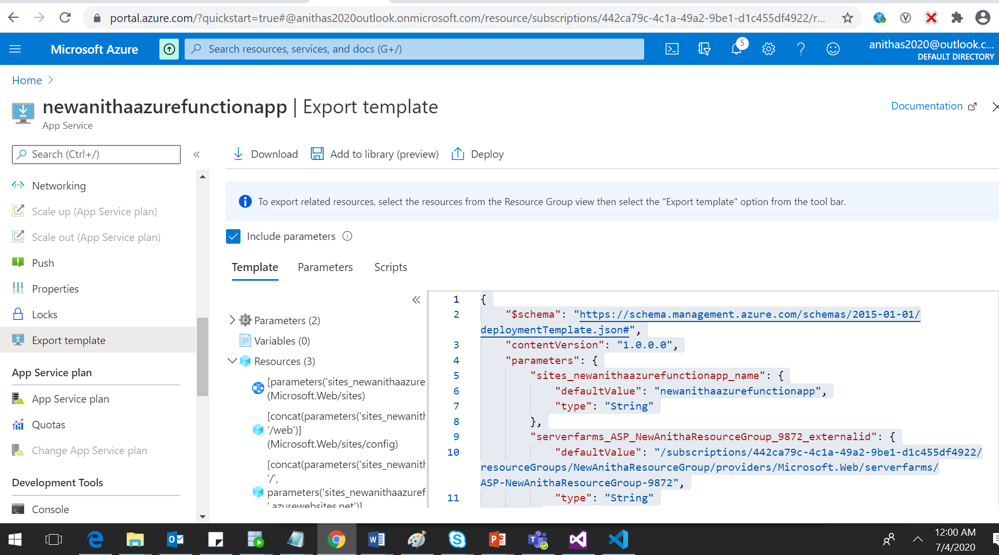 portal.azure.com/?quickstart=true#@anithas2020outlook.onmicrosoft.com/resource/subscriptions/442ca79c-4c1a-49a2-9be1-d1c455df4922/r...
Microsoft Azure
Search resources, services, and docs (G+/)
5
anithas2020@outlook.c...
DEFAULT DIRECTORY
Home
newanithaazurefunctionapp | Export template
App Service
Documentation
Search (Ctrl+/)
Networking
Scale up (App Service plan)
Scale out (App Service plan)
Push
Properties
Locks
Export template
App Service plan
App Service plan
Quotas
Change App Service plan
Development Tools
Console
Download
Add to library (preview)
Deploy
To export related resources, select the resources from the Resource Group view then select the "Export template" option from the tool bar.
Include parameters
Template
Parameters
Scripts
Parameters (2)
Variables (0)
Resources (3)
[parameters('sites_newanithaazure
(Microsoft.Web/sites)
[concat(parameters('sites_newanith
'/web')]
(Microsoft.Web/sites/config)
[concat(parameters('sites_newanith
'/',
parameters('sites_newanithaazuref
'.azurewebsites.net')]
1 {
2 "$schema": "https://schema.management.azure.com/schemas/2015-01-01/
deploymentTemplate.json#",
3 "contentVersion": "1.0.0.0",
4 "parameters": {
5 "sites_newanithaazurefunctionapp_name": {
6 "defaultValue": "newanithaazurefunctionapp",
7 "type": "String"
8 },
9 "serverfarms_ASP_NewAnithaResourceGroup_9872_externalid": {
10 "defaultValue": "/subscriptions/442ca79c-4c1a-49a2-9be1-d1c455df4922/
resourceGroups/NewAnithaResourceGroup/providers/Microsoft.Web/serverfarms/
ASP-NewAnithaResourceGroup-9872",
11 "type": "String"
12:00 AM
7/4/2020